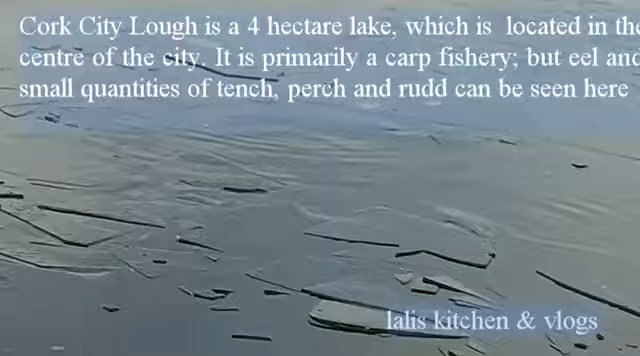 Cork City Lough is a 4 hectare lake, which is located in the
centre of the city. It is primarily a carp fishery; but eel and
small quantities of tench, perch and rudd can be seen here
lalis kitchen & vlogs